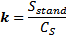 k = S_stand / C_S